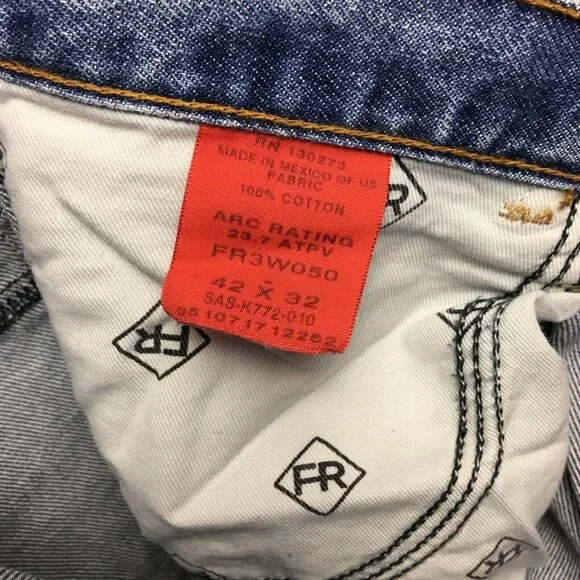 RN 130273
MADE IN MEXICO OF US
FABRIC
100% COTTON
ARC RATING
23.7 ATPV
FR3W050
42 X 32
SAS-K772-010
051071712262
FR
FR
FR
FR